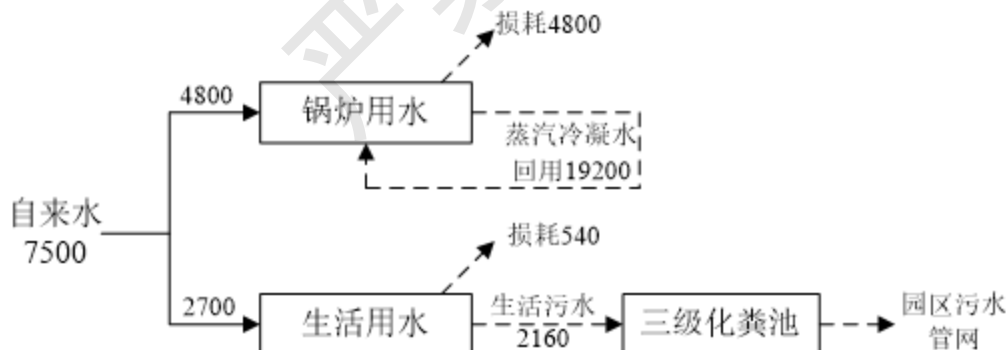 损耗4800
4800
锅炉用水
蒸汽冷凝水
回用19200
自来水
7500
损耗540
2700
生活用水
生活污水
2160
三级化粪池
园区污水
管网